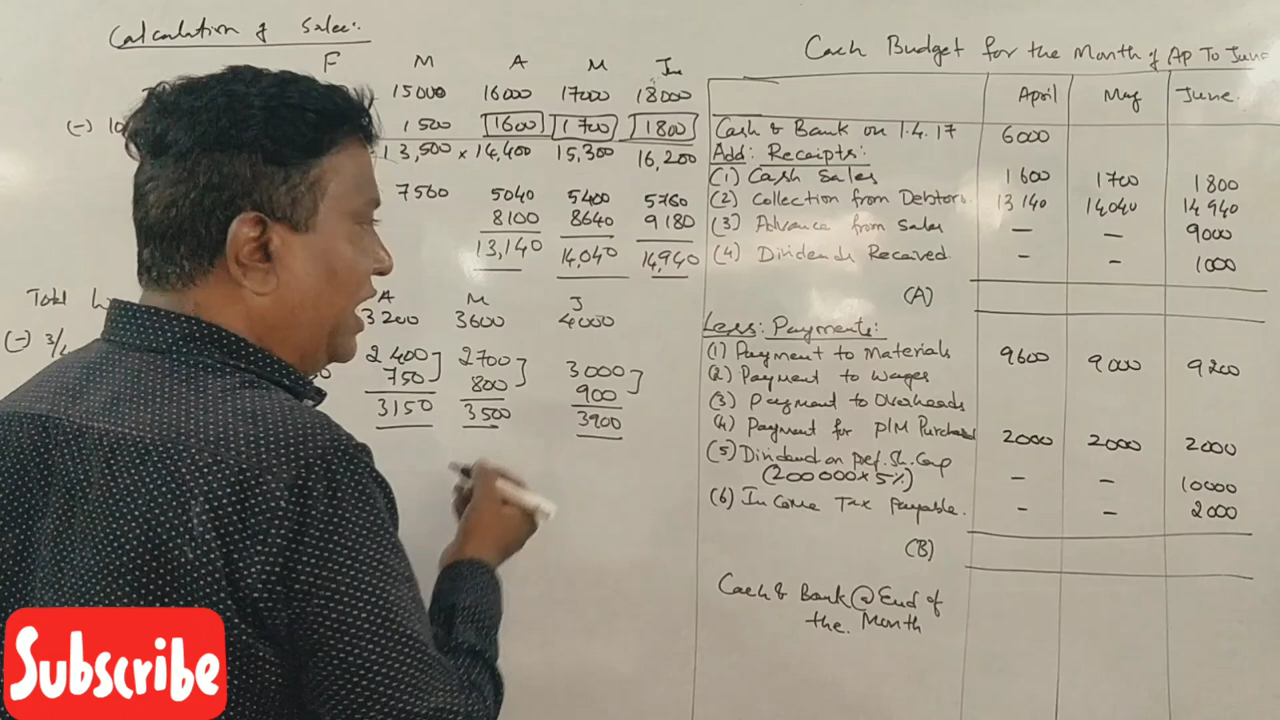 Calculation of Sales:
F M A M June
15000 16000 17000 18000
(-) 10 1500 1600 1700 1800
13,500 × 14,400 15,300 16,200
7560 5040 5400 5760
8100 8640 9180
13,140 14,040 14,940
Total A M J
3200 3600 4000
(-) 3/4 2400 2700 3000
750 800 900
3150 3500 3900
Cash Budget for the Month of Ap To June
April May June.
Cash & Bank on 1.4.17 6000
Add: Receipts:
(1) Cash Sales 1600 1700 1800
(2) Collection from Debtors. 13140 14040 14940
(3) Advance from Sales — — 9000
(4) Dividends Received - - 1000
(A)
Less: Payments:
(1) Payment to Materials 9600 9000 9200
(2) Payment to Wages
(3) Payment to Overheads
(4) Payment for P/M Purchased 2000 2000 2000
(5) Dividend on Pref. Sh. Cap
(200000 × 5%) - - 10000
(6) Income Tax Payable. - - 2000
(B)
Cash & Bank @ End of
the. Month
Subscribe